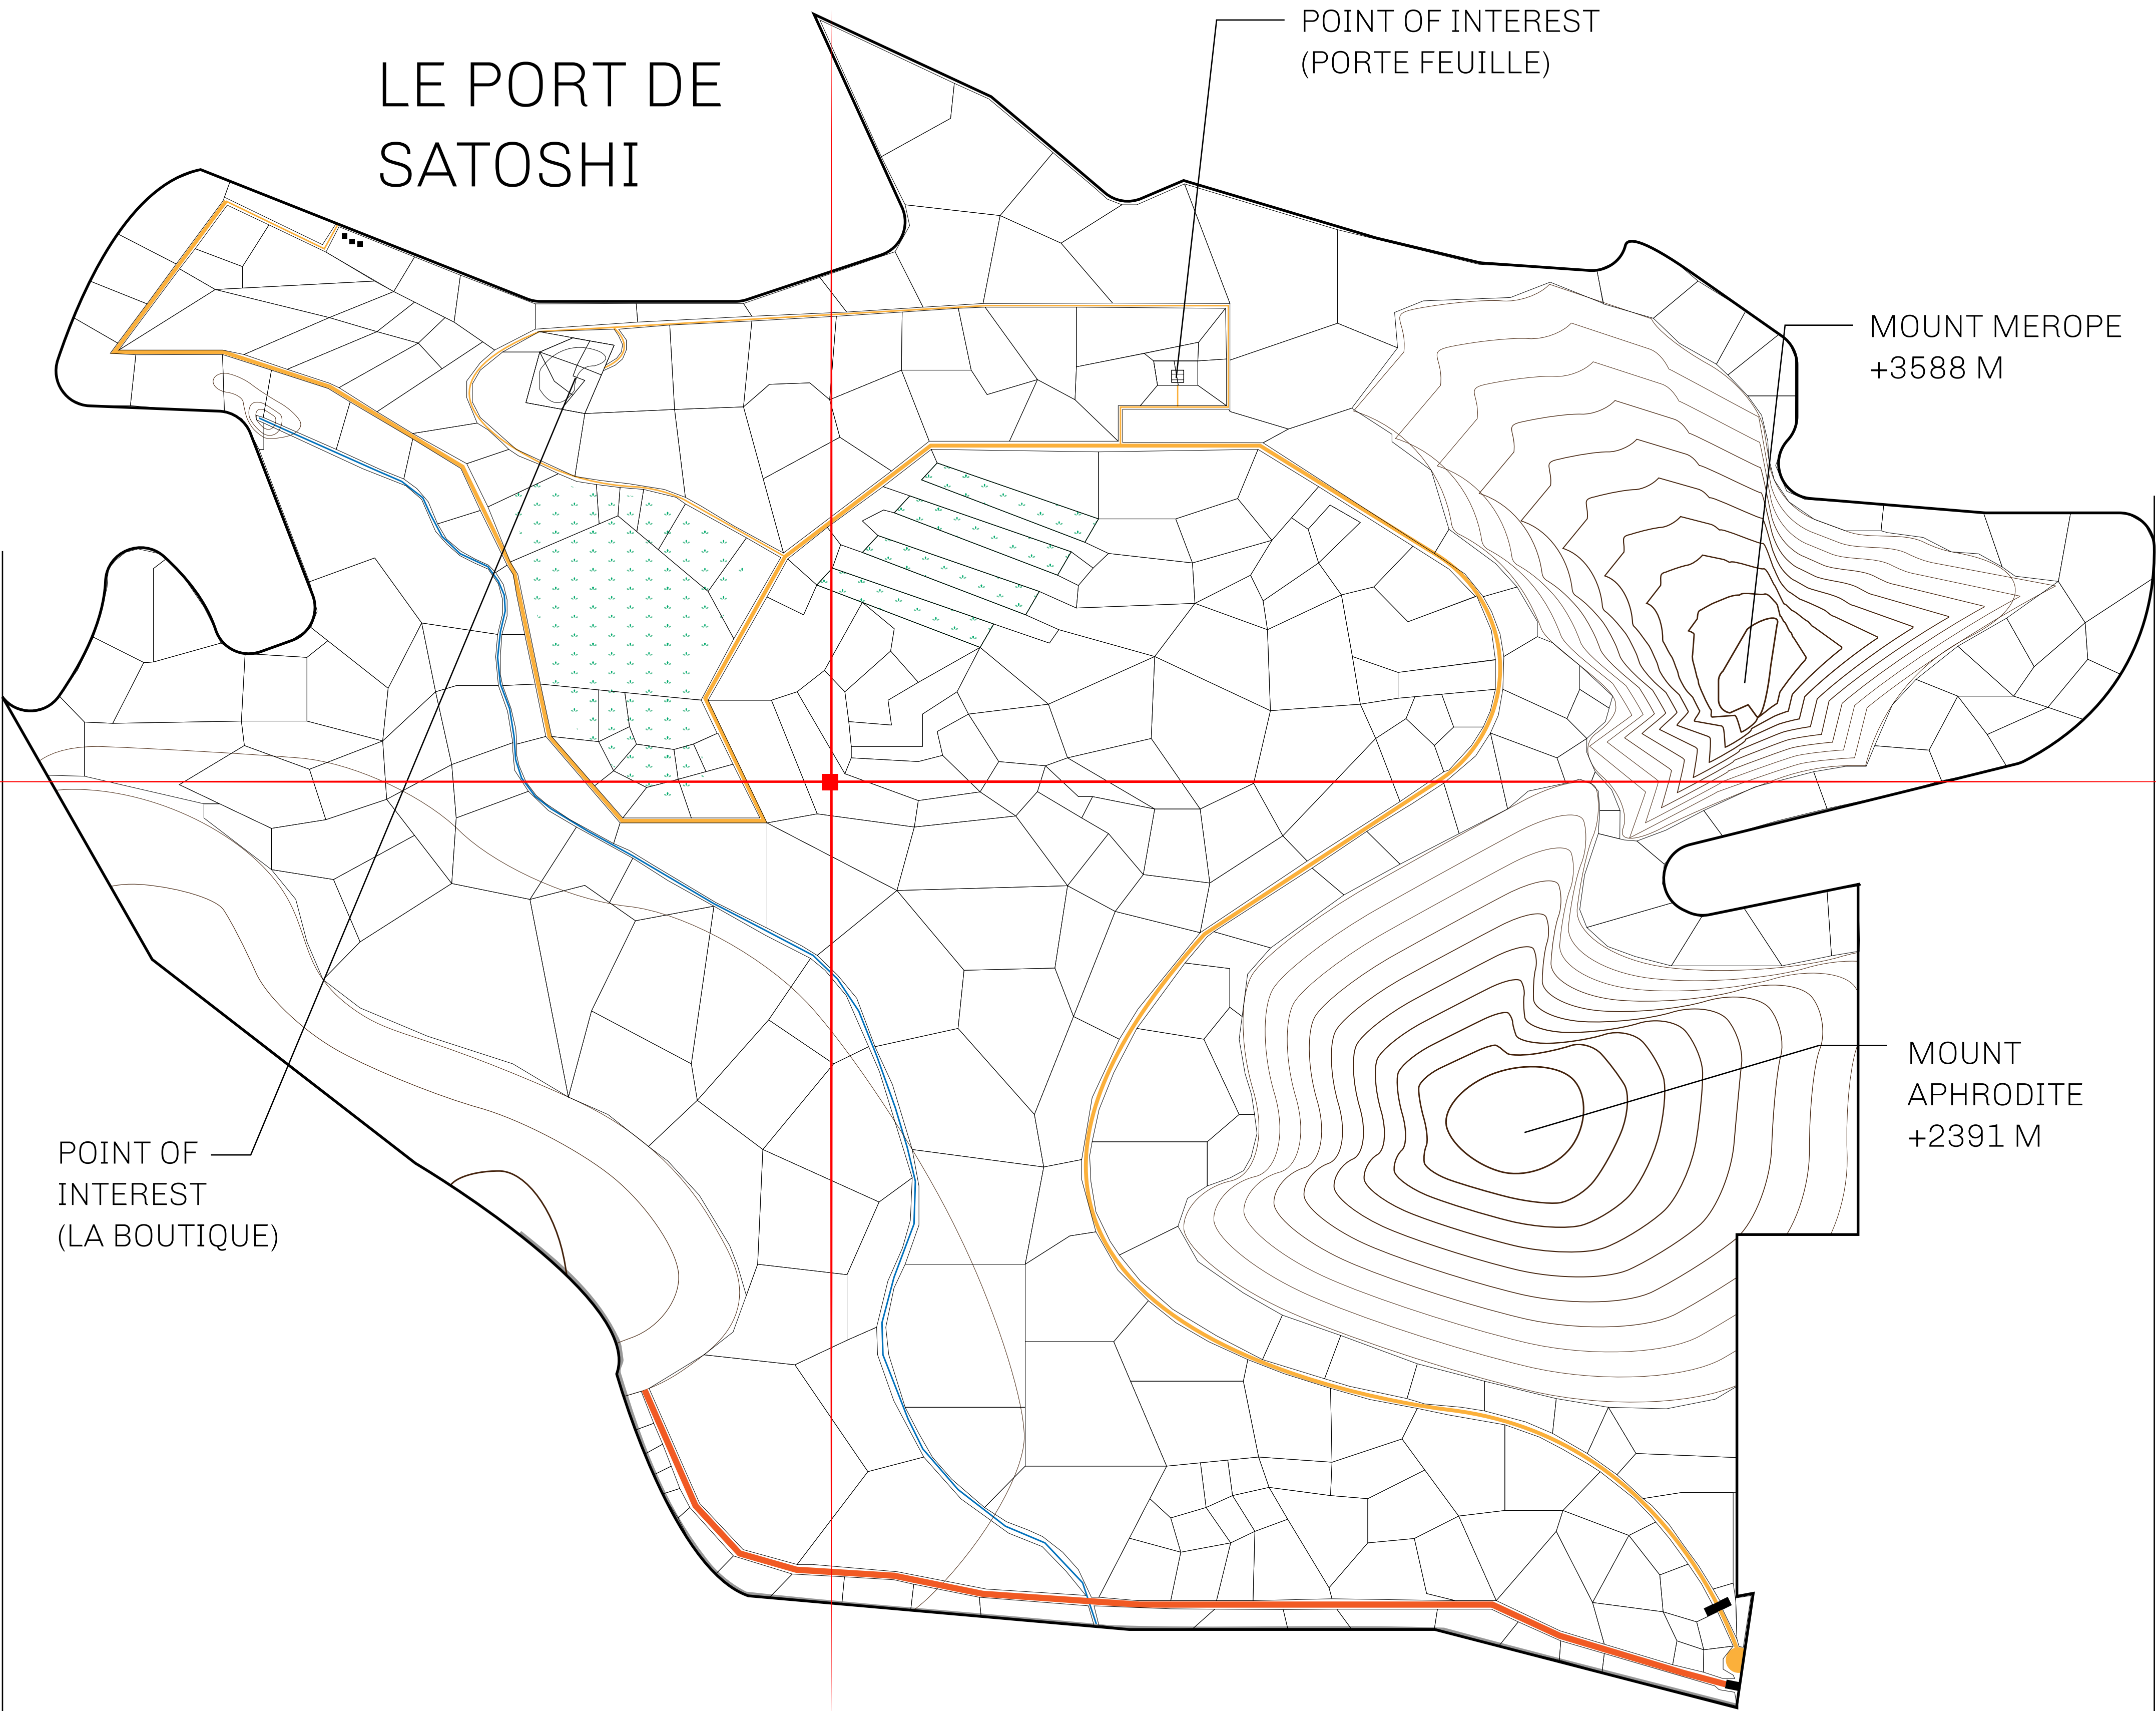 LE PORT DE
SATOSHI
POINT OF INTEREST
(PORTE FEUILLE)
MOUNT MEROPE
+3588 M
MOUNT
APHRODITE
+2391 M
POINT OF
INTEREST
(LA BOUTIQUE)